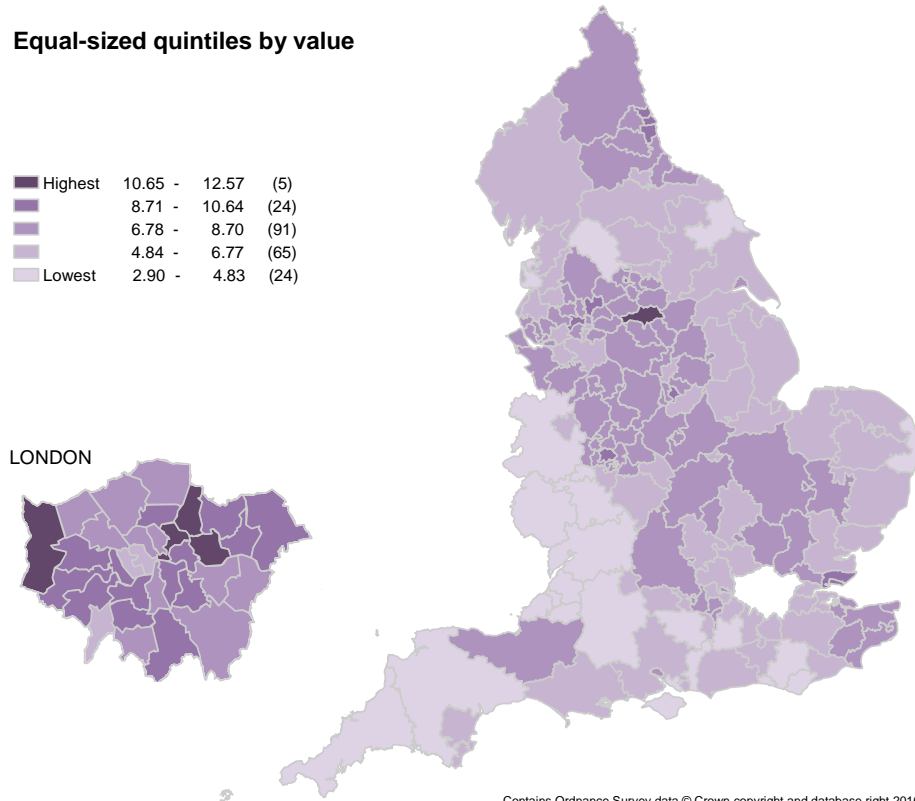 Equal-sized quintiles by value
Highest 10.65 - 12.57 (5)
8.71 - 10.64 (24)
6.78 - 8.70 (91)
4.84 - 6.77 (65)
Lowest 2.90 - 4.83 (24)
LONDON
Contains Ordnance Survey data © Crown copyright and database right